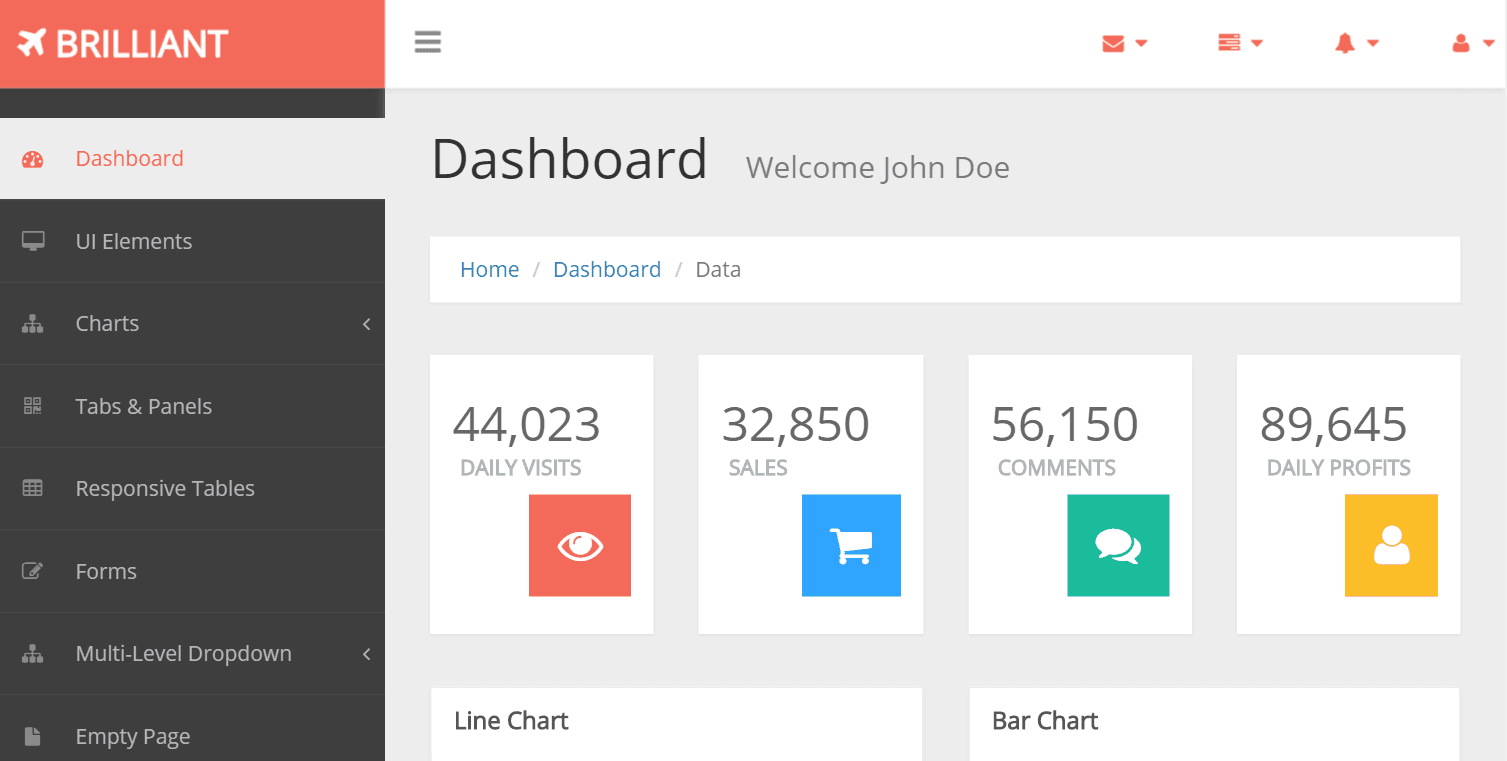 BRILLIANT
Dashboard
UI Elements
Charts
Tabs & Panels
Responsive Tables
Forms
Multi-Level Dropdown
Empty Page
Dashboard Welcome John Doe
Home / Dashboard / Data
44,023
DAILY VISITS
32,850
SALES
56,150
COMMENTS
89,645
DAILY PROFITS
Line Chart
Bar Chart